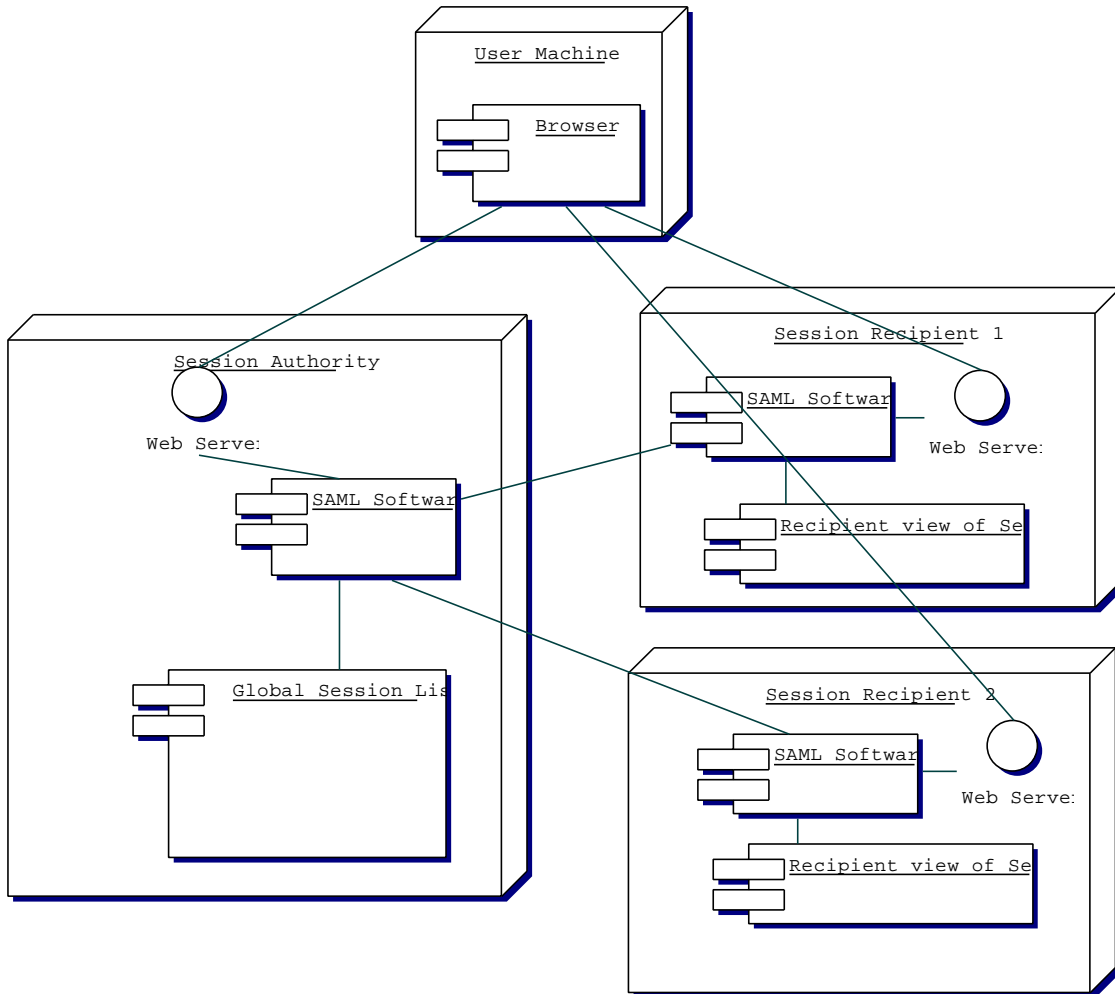 User Machine
Browser
Session Authority
Web Serve
SAML Softwar
Global Session Lis
Session Recipient 1
SAML Softwar
Web Serve
Recipient view of Se
Session Recipient 2
SAML Softwar
Web Serve
Recipient view of Se